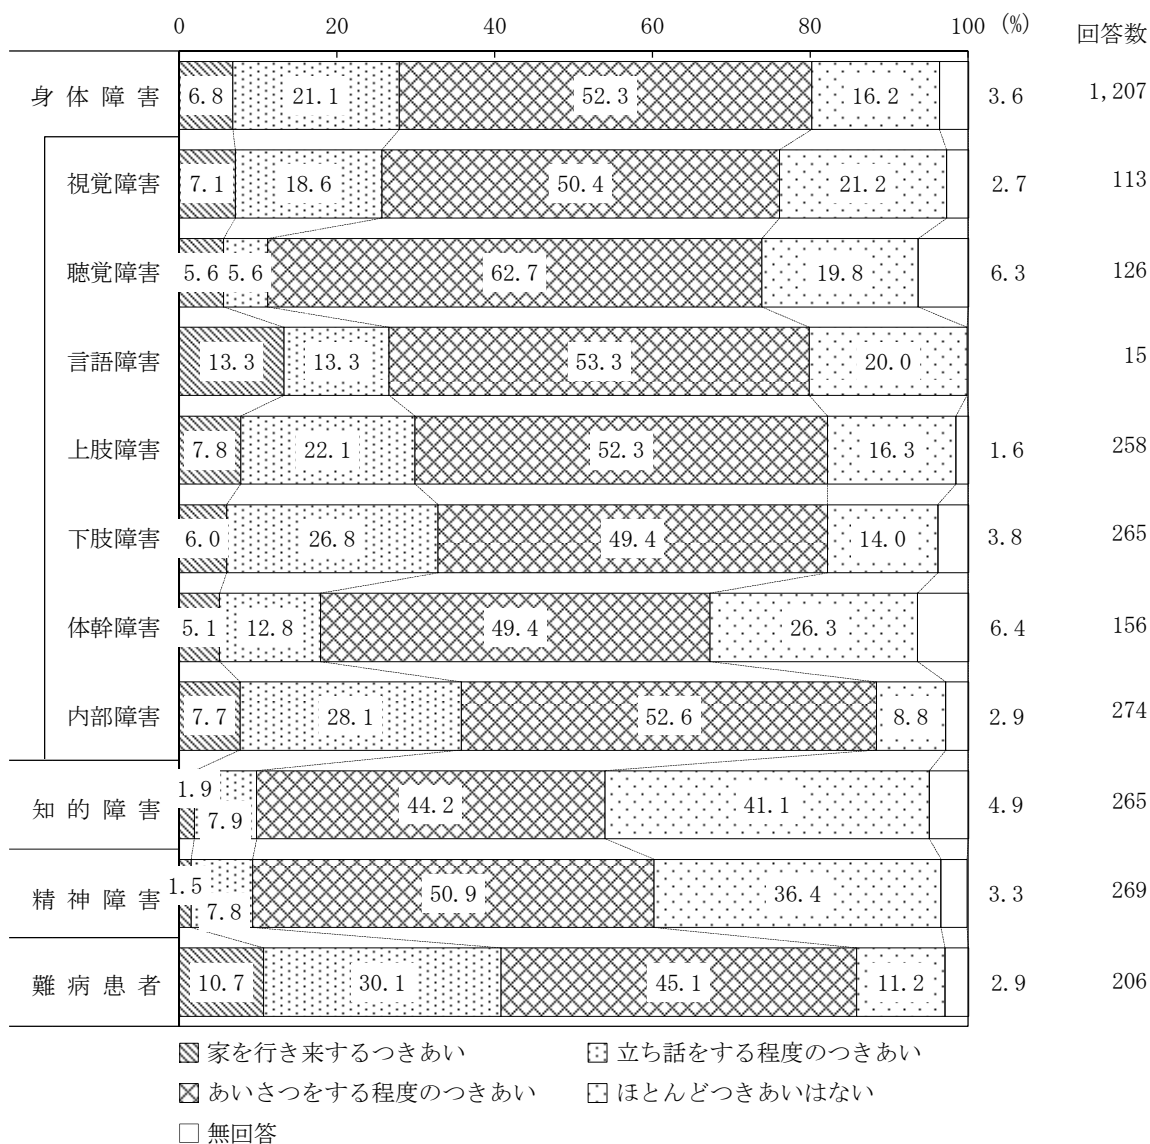 0 20 40 60 80 100 (%) 回答数
身体障害 6.8 21.1 52.3 16.2 3.6 1,207
視覚障害 7.1 18.6 50.4 21.2 2.7 113
聴覚障害 5.6 5.6 62.7 19.8 6.3 126
言語障害 13.3 13.3 53.3 20.0 15
上肢障害 7.8 22.1 52.3 16.3 1.6 258
下肢障害 6.0 26.8 49.4 14.0 3.8 265
体幹障害 5.1 12.8 49.4 26.3 6.4 156
内部障害 7.7 28.1 52.6 8.8 2.9 274
知的障害 1.9 7.9 44.2 41.1 4.9 265
精神障害 1.5 7.8 50.9 36.4 3.3 269
難病患者 10.7 30.1 45.1 11.2 2.9 206
家を行き来するつきあい 立ち話をする程度のつきあい
あいさつをする程度のつきあい ほとんどつきあいはない
無回答